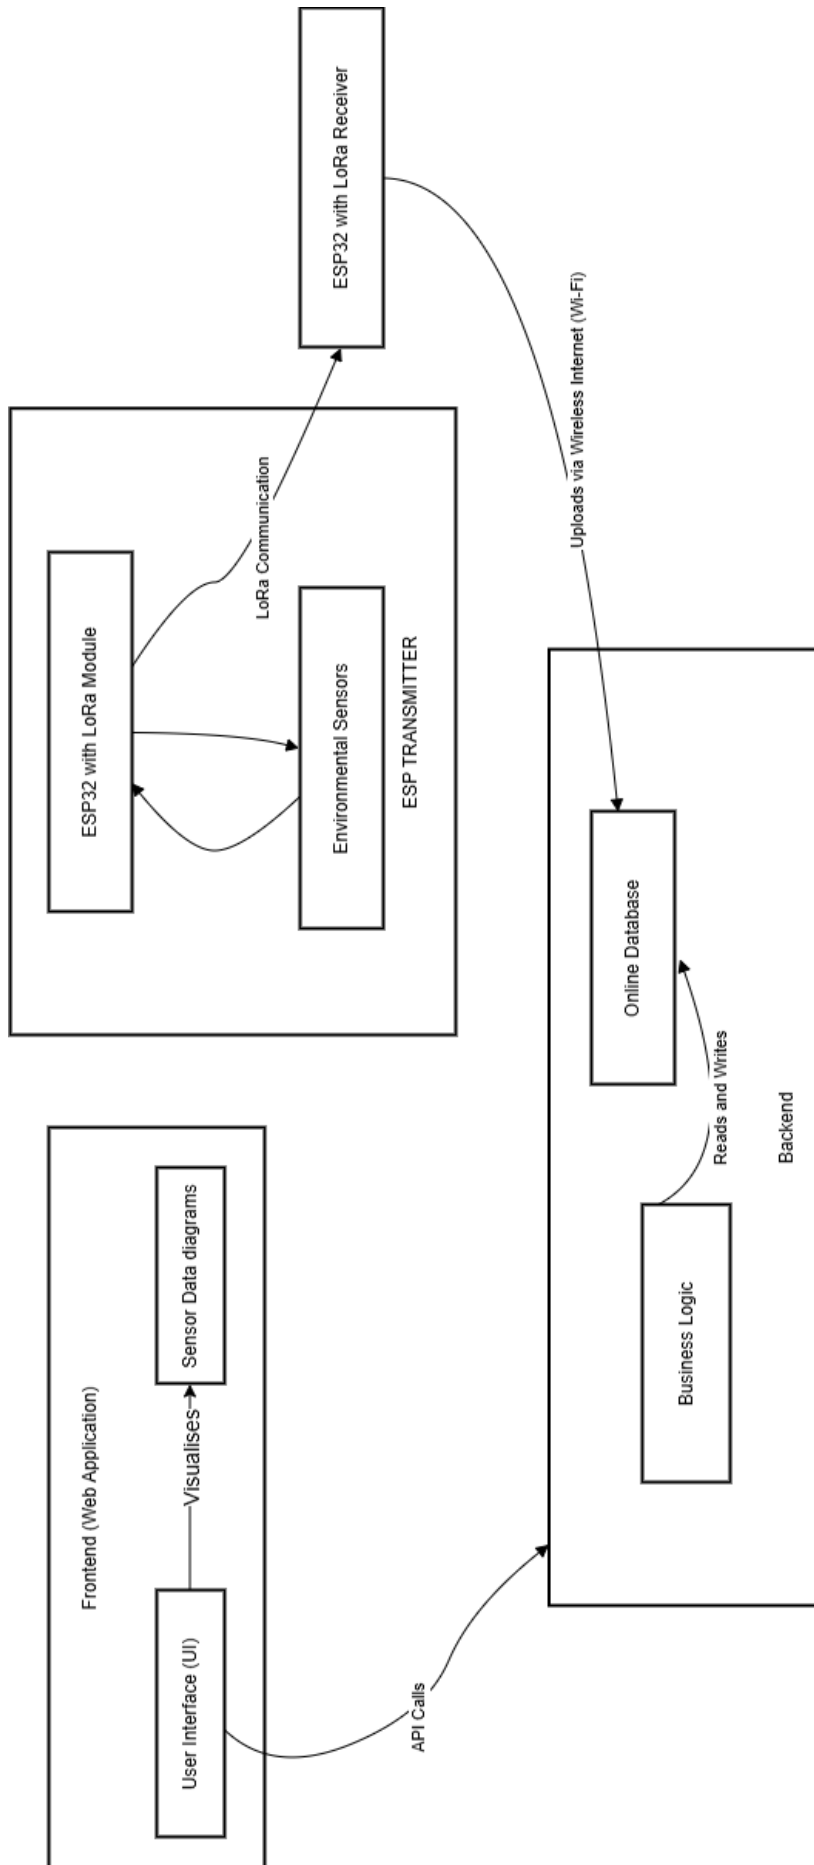 Frontend (Web Application)
User Interface (UI)
Visualises
Sensor Data diagrams
API Calls
ESP32 with LoRa Module
LoRa Communication
Environmental Sensors
ESP TRANSMITTER
ESP32 with LoRa Receiver
Uploads via Wireless Internet (Wi-Fi)
Online Database
Business Logic
Reads and Writes
Backend